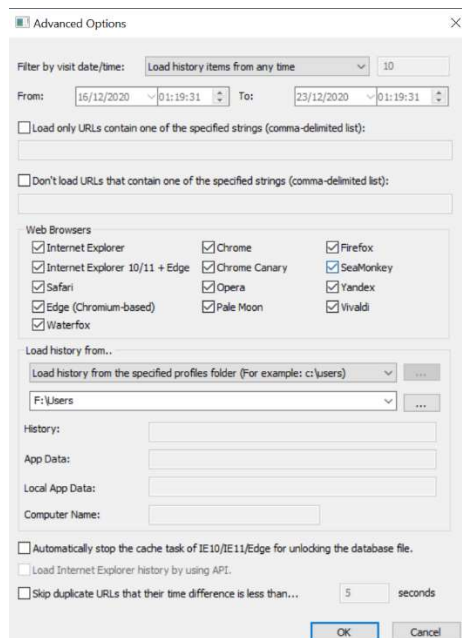 Advanced Options
Filter by visit date/time: Load history items from any time 10
From: 16/12/2020 01:19:31 To: 23/12/2020 01:19:31
Load only URLs contain one of the specified strings (comma-delimited list):
Don't load URLs that contain one of the specified strings (comma-delimited list):
Web Browsers
Internet Explorer Chrome Firefox
Internet Explorer 10/11 + Edge Chrome Canary SeaMonkey
Safari Opera Yandex
Edge (Chromium-based) Pale Moon Vivaldi
Waterfox
Load history from..
Load history from the specified profiles folder (For example: c:\users) ...
F:\Users ...
History:
App Data:
Local App Data:
Computer Name:
Automatically stop the cache task of IE10/IE11/Edge for unlocking the database file.
Load Internet Explorer history by using API.
Skip duplicate URLs that their time difference is less than... 5 seconds
OK Cancel